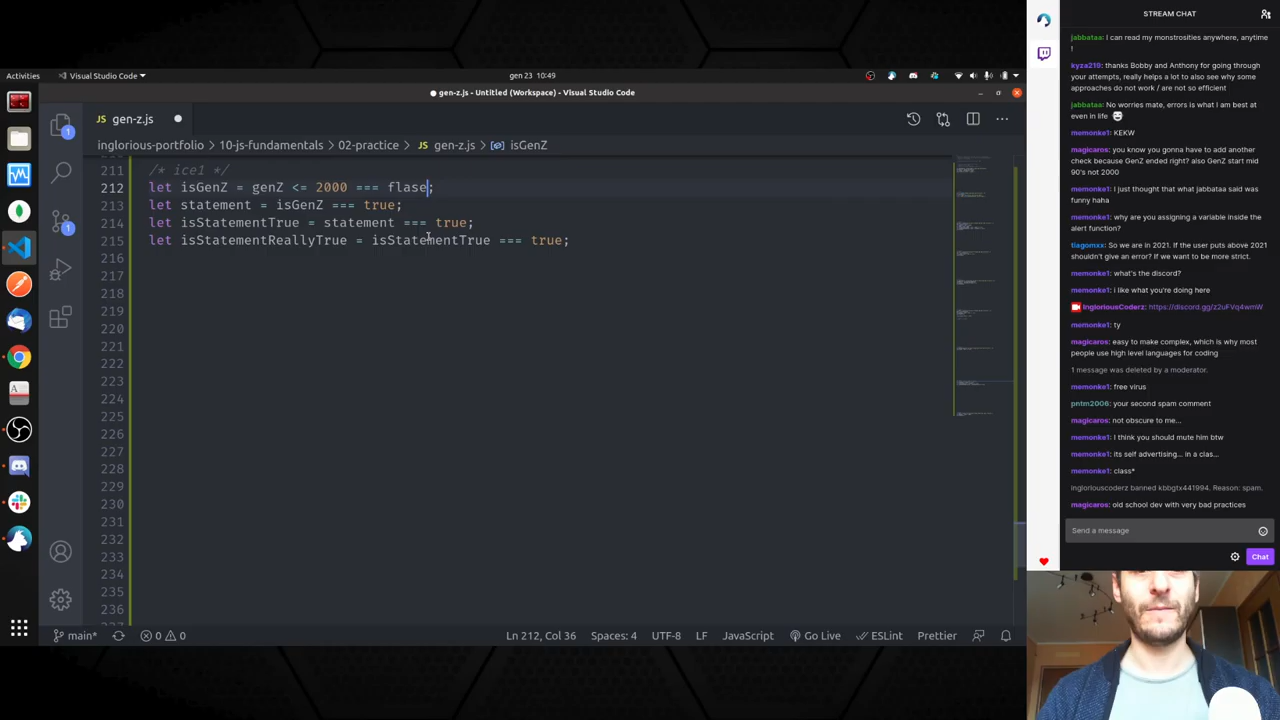 Activities
Visual Studio Code
gen 23 10:49
gen-z.js - Untitled (Workspace) - Visual Studio Code
gen-z.js
ingloriousportfolio > 10-js-fundamentals > 02-per-te > gen-z.js > isGenZ
211 /* ice1 */
212 let isGenZ = genZ <= 2000 === flase;
213 let statement = isGenZ === true;
214 let isStatementTrue = statement === true;
215 let isStatementReallyTrue = isStatementTrue === true;
216
217
218
219
220
221
222
223
224
225
226
227
228
229
230
231
232
233
234
235
236
main* 0 0 Ln 212, Col 36 Spaces: 4 UTF-8 LF JavaScript Go Live ESLint Prettier
1
1
STREAM CHAT
jabbataa: I can read my monstrosities anywhere, anytime
!
kyza210: thanks Bobby and Anthony for going through
your attempts, really helps a lot to also see why some
approaches do not work / are not so efficient
jabbataa: No worries mate, errors is what I am best at
even in life
memonke1: KEKW
magicaros: you know you gonna have to add another
check because GenZ ended right? also GenZ start mid
90's not 2000
memonke1: I just thought that what jabbataa said was
funny haha
memonke1: why are you assigning a variable inside the
alert function?
tiagomxx: So we are in 2021. If the user puts above 2021
shouldn't give an error? If we want to be more strict.
memonke1: what's the discord?
memonke1: i like what you're doing here
IngloriousCoderz: https://discord.gg/z2uFVq4wmW
memonke1: ty
magicaros: easy to make complex, which is why most
people use high level languages for coding
1 message was deleted by a moderator.
memonke1: free virus
pntm2006: your second spam comment
magicaros: not obscure to me...
memonke1: I think you should mute him btw
memonke1: its self advertising... in a clas...
memonke1: class*
ingloriouscoderz banned kbbgtx441994. Reason: spam.
magicaros: old school dev with very bad practices
Send a message
Chat